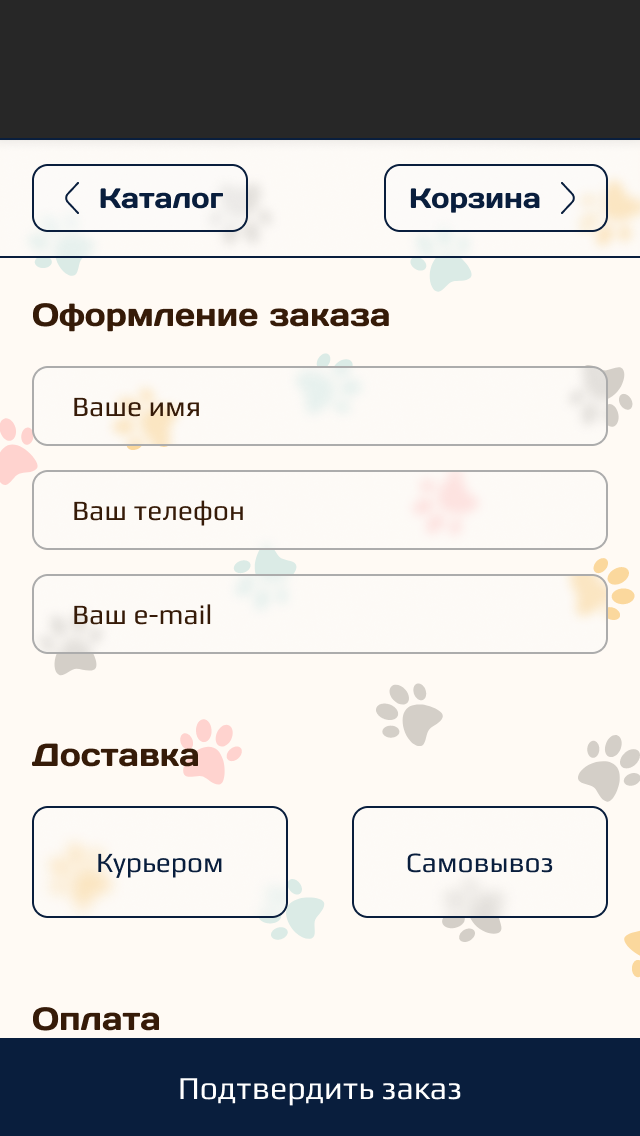 Каталог
Корзина
Оформление заказа
Ваше имя
Ваш телефон
Ваш e-mail
Доставка
Курьером
Самовывоз
Оплата
Подтвердить заказ